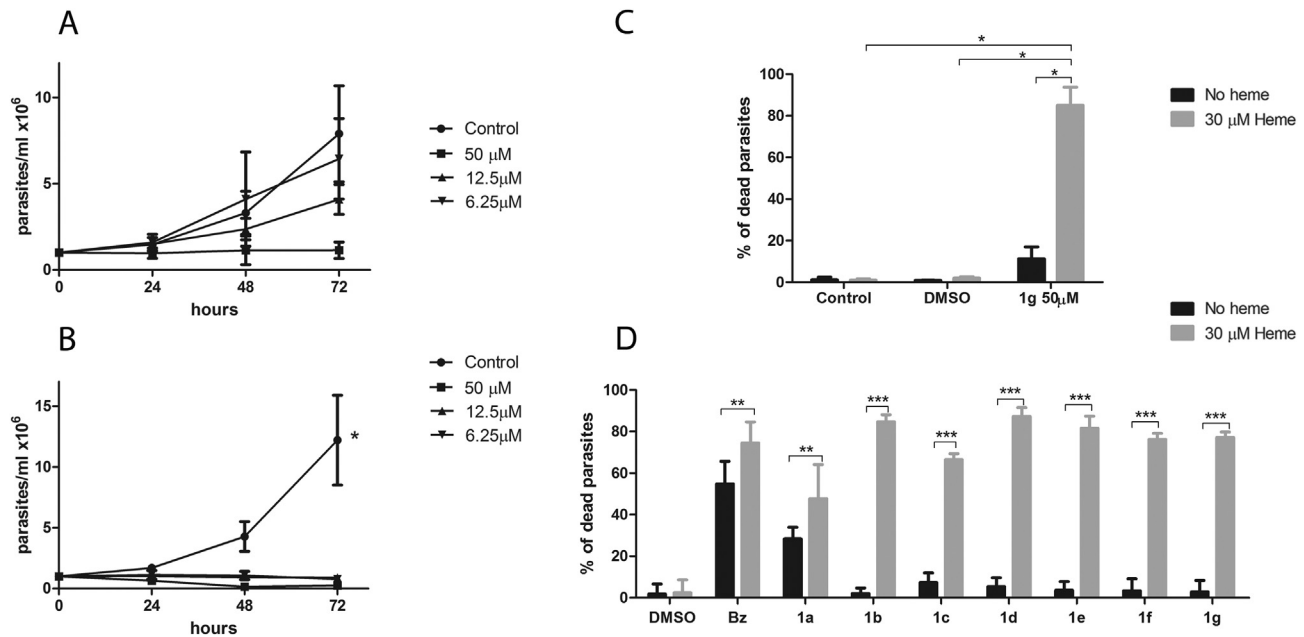 A
parasites/ml x10⁶
10
5
0
0 24 48 72
hours
Control
50 μM
12.5μM
6.25μM
B
parasites/ml x10⁶
15
10
5
0
0 24 48 72
hours
Control
50 μM
12.5μM
6.25μM
*
C
% of dead parasites
100
80
60
40
20
0
* * *
Control DMSO 1g 50μM
No heme
30 μM Heme
D
% of dead parasites
100
80
60
40
20
0
** ** *** *** *** *** *** ***
DMSO Bz 1a 1b 1c 1d 1e 1f 1g
No heme
30 μM Heme